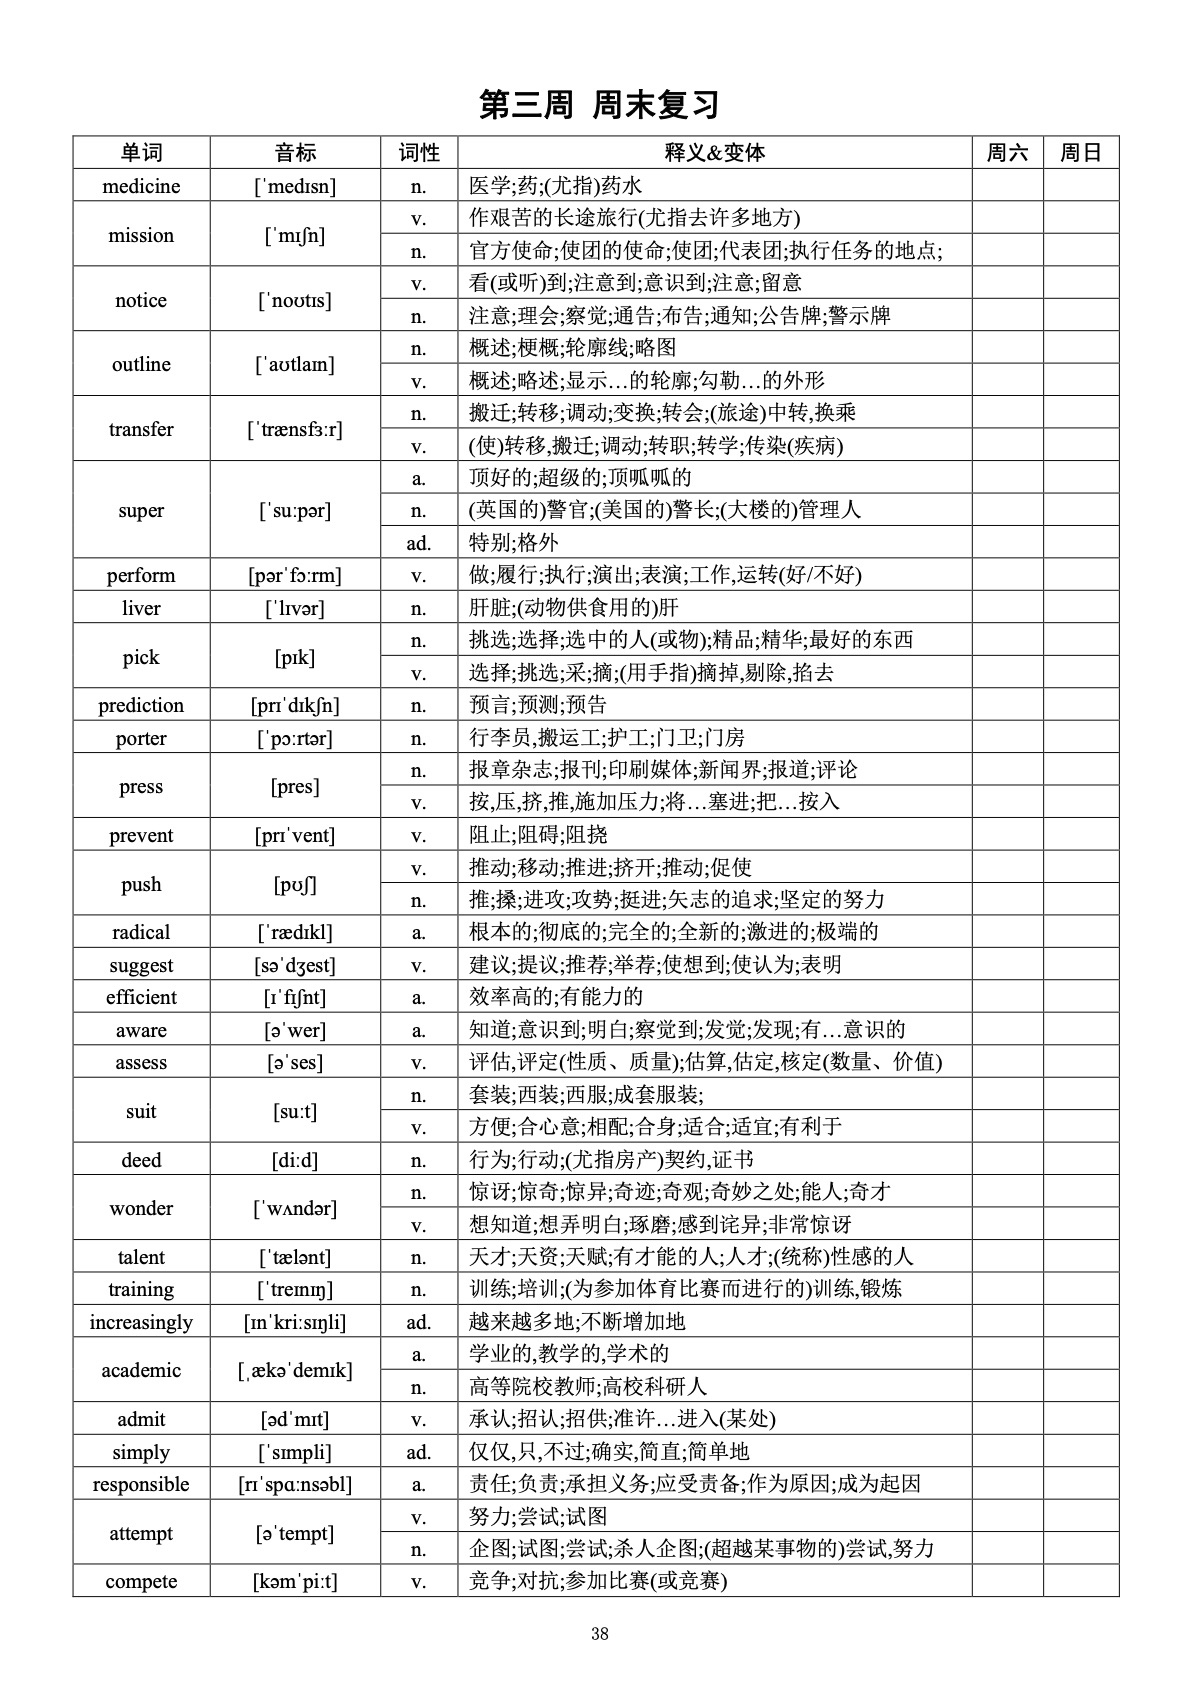 第三周 周末复习
单词 音标 词性 释义&变体 周六 周日
medicine [ˈmedɪsn] n. 医学;药;(尤指)药水
mission [ˈmɪʃn] v. 作艰苦的长途旅行(尤指去许多地方)
n. 官方使命;使团的使命;使团;代表团;执行任务的地点;
notice [ˈnoʊtɪs] v. 看(或听)到;注意到;意识到;注意;留意
n. 注意;理会;察觉;通告;布告;通知;公告牌;警示牌
outline [ˈaʊtlaɪn] n. 概述;梗概;轮廓线;略图
v. 概述;略述;显示…的轮廓;勾勒…的外形
transfer [ˈtrænsfɜːr] n. 搬迁;转移;调动;变换;转会;(旅途)中转,换乘
v. (使)转移,搬迁;调动;转职;转学;传染(疾病)
super [ˈsuːpər] a. 顶好的;超级的;顶呱呱的
n. (英国的)警官;(美国的)警长;(大楼的)管理人
ad. 特别;格外
perform [pərˈfɔːrm] v. 做;履行;执行;演出;表演;工作,运转(好/不好)
liver [ˈlɪvər] n. 肝脏;(动物供食用的)肝
pick [pɪk] n. 挑选;选择;选中的人(或物);精品;精华;最好的东西
v. 选择;挑选;采;摘;(用手指)摘掉,剔除,掐去
prediction [prɪˈdɪkʃn] n. 预言;预测;预告
porter [ˈpɔːrtər] n. 行李员,搬运工;护工;门卫;门房
press [pres] n. 报章杂志;报刊;印刷媒体;新闻界;报道;评论
v. 按,压,挤,推,施加压力;将…塞进;把…按入
prevent [prɪˈvent] v. 阻止;阻碍;阻挠
push [pʊʃ] v. 推动;移动;推进;挤开;推动;促使
n. 推;搡;进攻;攻势;挺进;矢志的追求;坚定的努力
radical [ˈrædɪkl] a. 根本的;彻底的;完全的;全新的;激进的;极端的
suggest [səˈdʒest] v. 建议;提议;推荐;举荐;使想到;使认为;表明
efficient [ɪˈfɪʃnt] a. 效率高的;有能力的
aware [əˈwer] a. 知道;意识到;明白;察觉到;发觉;发现;有…意识的
assess [əˈses] v. 评估,评定(性质、质量);估算,估定,核定(数量、价值)
suit [suːt] n. 套装;西装;西服;成套服装;
v. 方便;合心意;相配;合身;适合;适宜;有利于
deed [diːd] n. 行为;行动;(尤指房产)契约,证书
wonder [ˈwʌndər] n. 惊讶;惊奇;惊异;奇迹;奇观;奇妙之处;能人;奇才
v. 想知道;想弄明白;琢磨;感到诧异;非常惊讶
talent [ˈtælənt] n. 天才;天资;天赋;有才能的人;人才;(统称)性感的人
training [ˈtreɪnɪŋ] n. 训练;培训;(为参加体育比赛而进行的)训练,锻炼
increasingly [ɪnˈkriːsɪŋli] ad. 越来越多地;不断增加地
academic [ˌækəˈdemɪk] a. 学业的,教学的,学术的
n. 高等院校教师;高校科研人
admit [ədˈmɪt] v. 承认;招认;招供;准许…进入(某处)
simply [ˈsɪmpli] ad. 仅仅,只,不过;确实,简直;简单地
responsible [rɪˈspɑːnsəbl] a. 责任;负责;承担义务;应受责备;作为原因;成为起因
attempt [əˈtempt] v. 努力;尝试;试图
n. 企图;试图;尝试;杀人企图;(超越某事物的)尝试,努力
compete [kəmˈpiːt] v. 竞争;对抗;参加比赛(或竞赛)
38